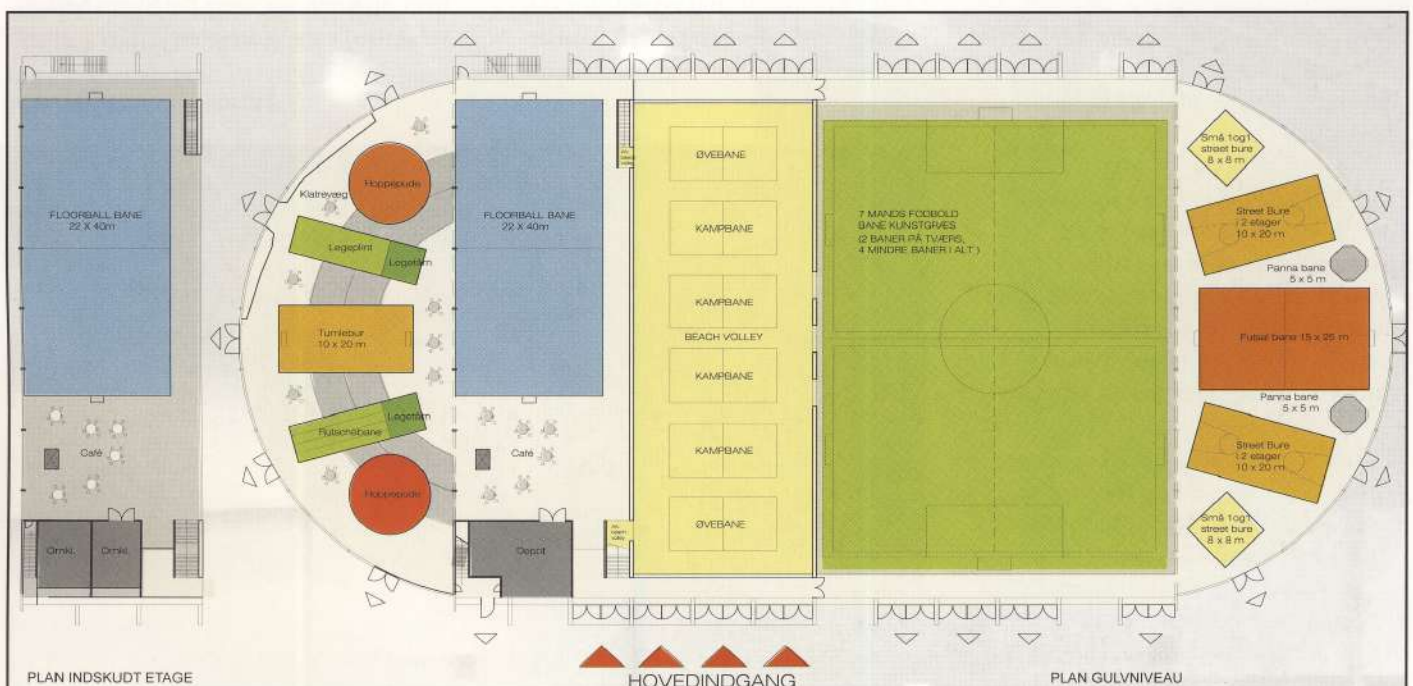 FLOORBALL BANE
22 X 40m
Café
Omkl.
Omkl.
PLAN INDSKUDT ETAGE
Hoppepude
Klatrevæg
Legeplint
Legetårn
Tumlebur
10 x 20 m
Legetårn
Rutschebane
Hoppepude
FLOORBALL BANE
22 X 40m
Café
Depot
ØVEBANE
KAMPBANE
KAMPBANE
BEACH VOLLEY
KAMPBANE
KAMPBANE
ØVEBANE
HOVEDINDGANG
7 MANDS FODBOLD
BANE KUNSTGRÆS
(2 BANER PÅ TVÆRS,
4 MINDRE BANER I ALT )
Små 1og1
street bure
8 x 8 m
Street Bure
i 2 etager
10 x 20 m
Panna bane
5 x 5 m
Futsal bane 15 x 25 m
Panna bane
5 x 5 m
Street Bure
i 2 etager
10 x 20 m
Små 1og1
street bure
8 x 8 m
PLAN GULVNIVEAU